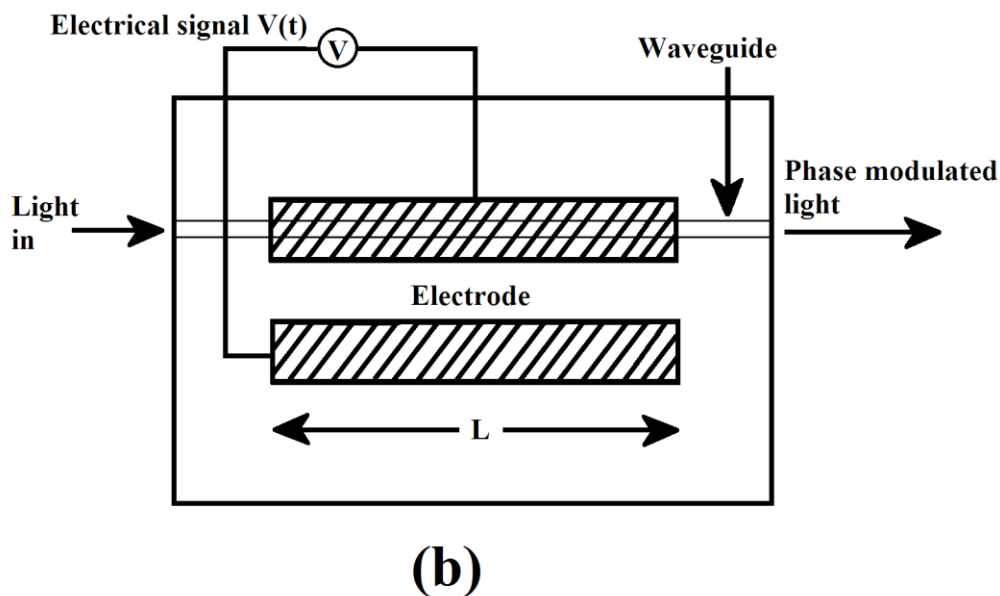 Electrical signal V(t)
V
Waveguide
Light
in
Phase modulated
light
Electrode
L
(b)